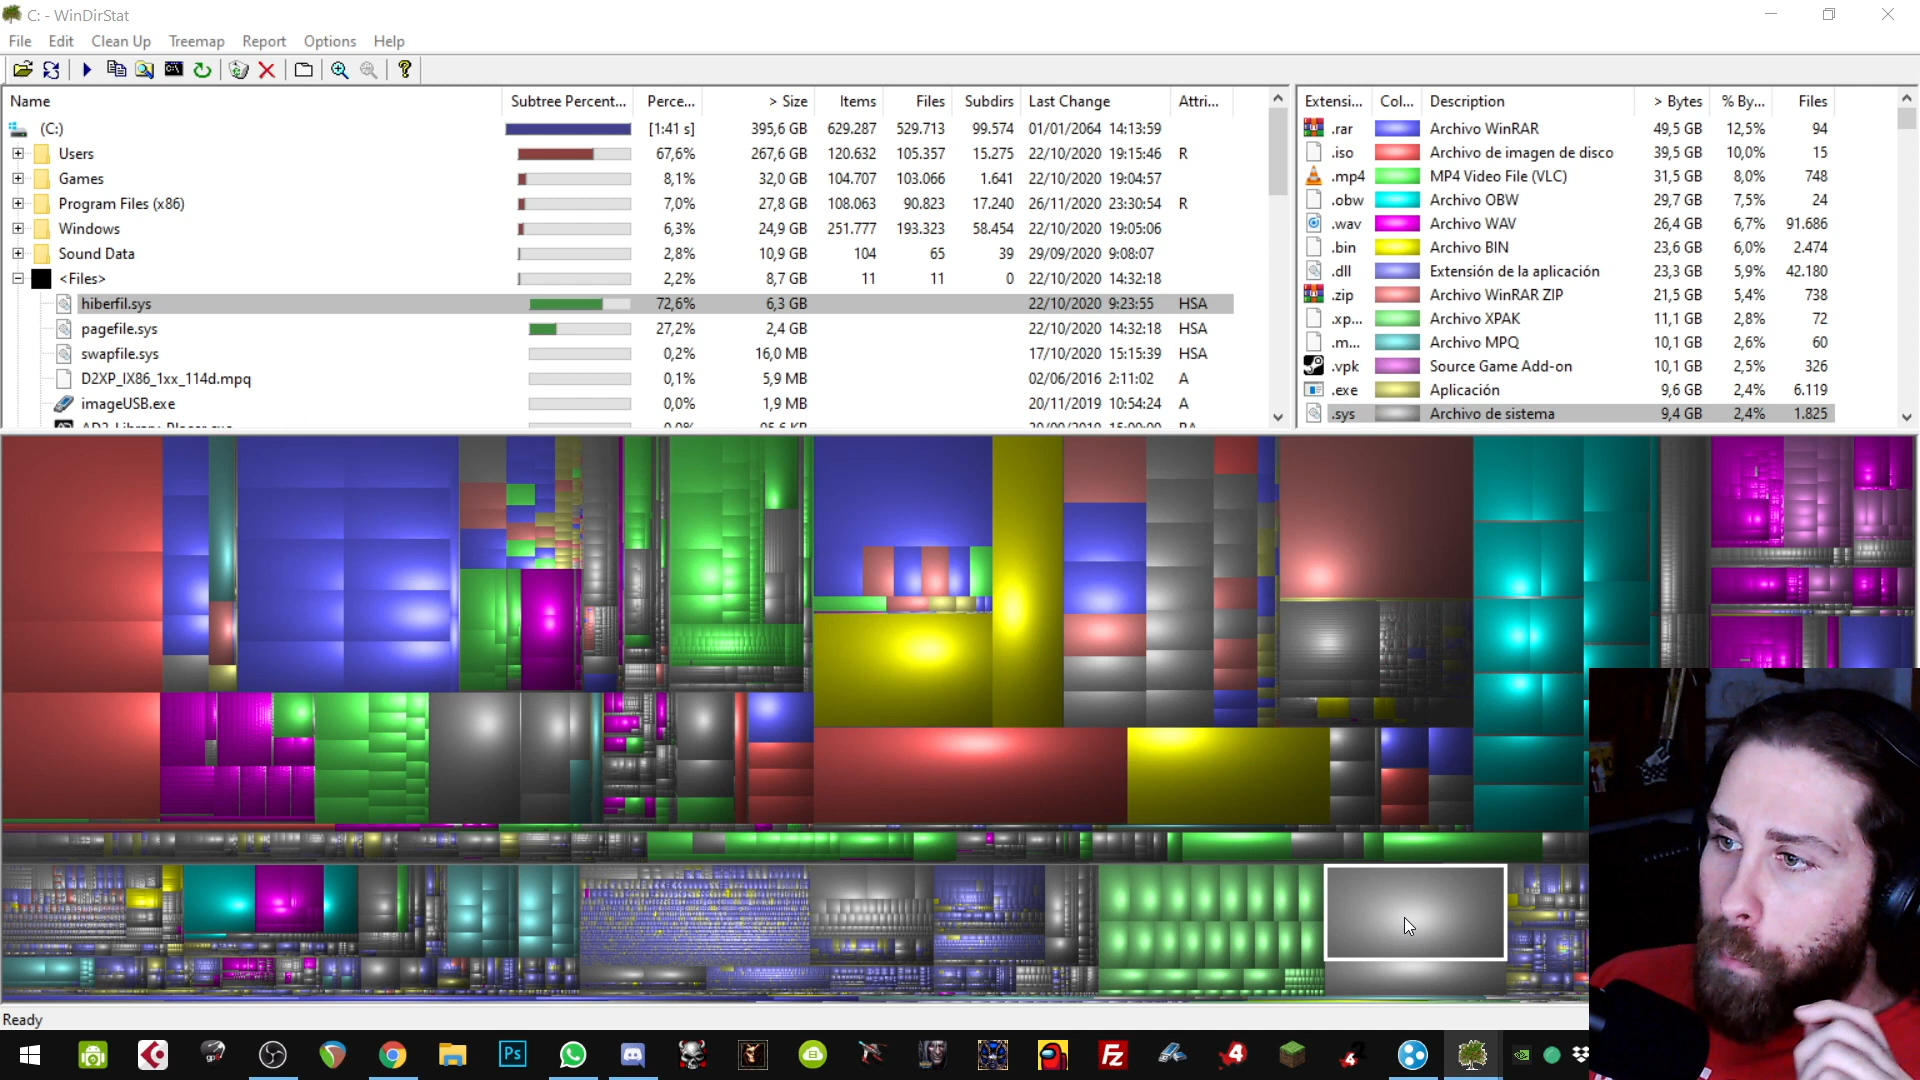 C: - WinDirStat
File Edit Clean Up Treemap Report Options Help
Name Subtree Percent... Perce... > Size Items Files Subdirs Last Change Attri...
(C:) [1:41 s] 395,6 GB 629.287 529.713 99.574 01/01/2064 14:13:59
Users 67,6% 267,6 GB 120.632 105.357 15.275 22/10/2020 19:15:46 R
Games 8,1% 32,0 GB 104.707 103.066 1.641 22/10/2020 19:04:57
Program Files (x86) 7,0% 27,8 GB 108.063 90.823 17.240 26/11/2020 23:30:54 R
Windows 6,3% 24,9 GB 251.777 193.323 58.454 22/10/2020 19:05:06
Sound Data 2,8% 10,9 GB 104 65 39 29/09/2020 9:08:07
<Files> 2,2% 8,7 GB 11 11 0 22/10/2020 14:32:18
hiberfil.sys 72,6% 6,3 GB 22/10/2020 9:23:55 HSA
pagefile.sys 27,2% 2,4 GB 22/10/2020 14:32:18 HSA
swapfile.sys 0,2% 16,0 MB 17/10/2020 15:15:39 HSA
D2XP_IX86_1xx_114d.mpq 0,1% 5,9 MB 02/06/2016 2:11:02 A
imageUSB.exe 0,0% 1,9 MB 20/11/2019 10:54:24 A
Extensi... Col... Description > Bytes % By... Files
.rar Archivo WinRAR 49,5 GB 12,5% 94
.iso Archivo de imagen de disco 39,5 GB 10,0% 15
.mp4 MP4 Video File (VLC) 31,5 GB 8,0% 748
.obw Archivo OBW 29,7 GB 7,5% 24
.wav Archivo WAV 26,4 GB 6,7% 91.686
.bin Archivo BIN 23,6 GB 6,0% 2.474
.dll Extensión de la aplicación 23,3 GB 5,9% 42.180
.zip Archivo WinRAR ZIP 21,5 GB 5,4% 738
.xp... Archivo XPAK 11,1 GB 2,8% 72
.m... Archivo MPQ 10,1 GB 2,6% 60
.vpk Source Game Add-on 10,1 GB 2,5% 326
.exe Aplicación 9,6 GB 2,4% 6.119
.sys Archivo de sistema 9,4 GB 2,4% 1.825
Ready
Ps
FZ